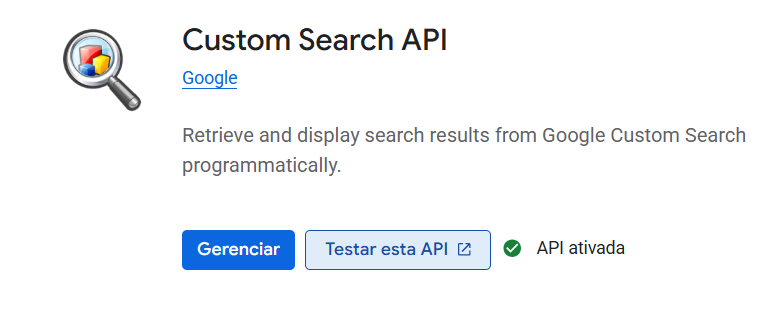 Custom Search API
Google
Retrieve and display search results from Google Custom Search
programmatically.
Gerenciar
Testar esta API
API ativada